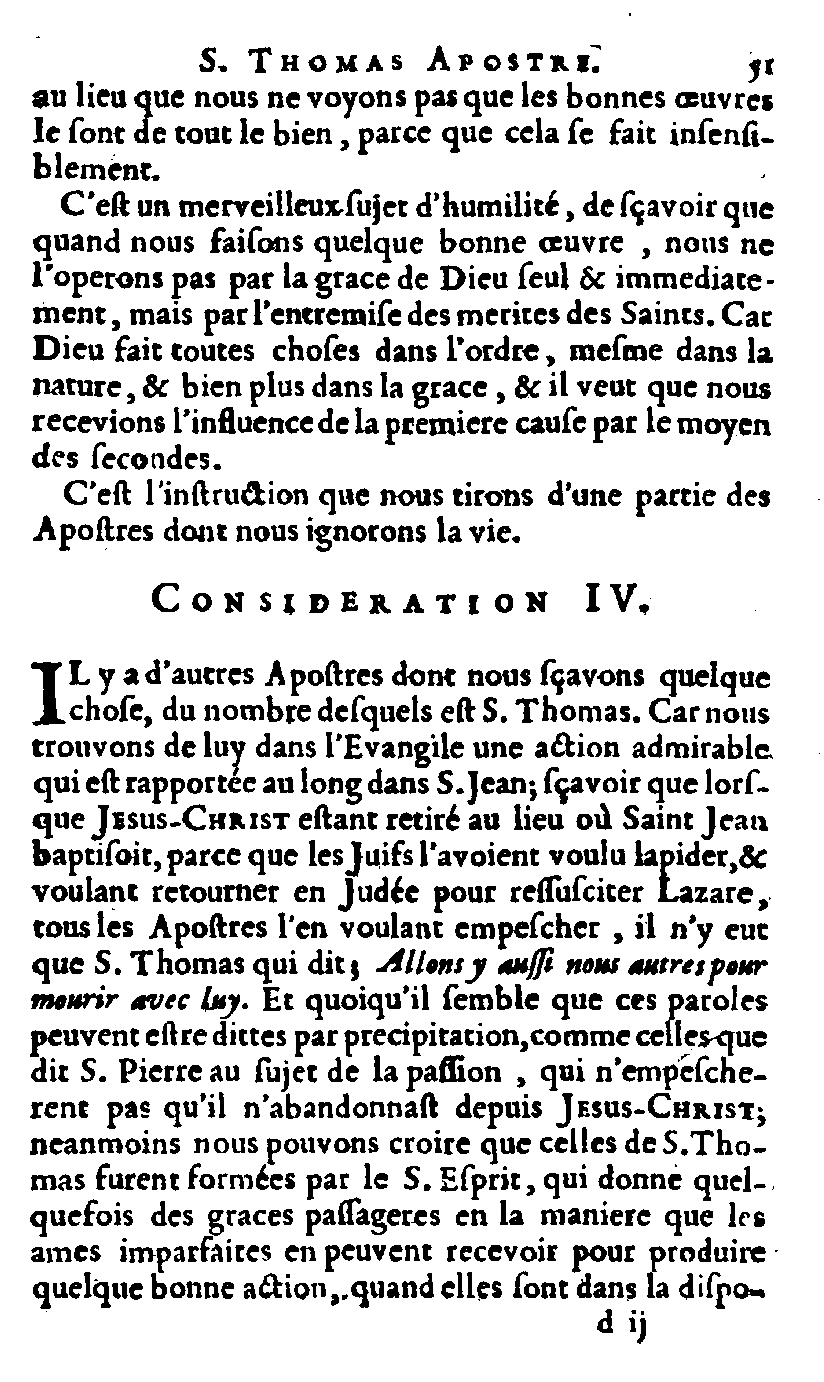 S. THOMAS APOSTRE. 51
au lieu que nous ne voyons pas que les bonnes œuvres
le ſont de tout le bien, parce que cela ſe fait inſenſi-
blement.
C'eſt un merveilleux ſujet d'humilité, de ſçavoir que
quand nous faiſons quelque bonne œuvre, nous ne
l'operons pas par la grace de Dieu ſeul & immediate-
ment, mais par l'entremiſe des merites des Saints. Car
Dieu fait toutes choſes dans l'ordre, meſme dans la
nature, & bien plus dans la grace, & il veut que nous
recevions l'influence de la premiere cauſe par le moyen
des ſecondes.
C'eſt l'inſtruction que nous tirons d'une partie des
Apoſtres dont nous ignorons la vie.
CONSIDERATION IV.
IL y a d'autres Apoſtres dont nous ſçavons quelque
choſe, du nombre deſquels eſt S. Thomas. Car nous
trouvons de luy dans l'Evangile une action admirable
qui eſt rapportée au long dans S. Jean; ſçavoir que lorſ-
que JESUS-CHRIST eſtant retiré au lieu où Saint Jean
baptiſoit, parce que les Juifs l'avoient voulu lapider, &
voulant retourner en Judée pour reſſuſciter Lazare,
tous les Apoſtres l'en voulant empeſcher, il n'y eut
que S. Thomas qui dit; Allons y auſſi nous autres pour
mourir avec luy. Et quoiqu'il ſemble que ces paroles
peuvent eſtre dittes par precipitation, comme celles que
dit S. Pierre au ſujet de la paſſion, qui n'empeſche-
rent pas qu'il n'abandonnaſt depuis JESUS-CHRIST;
neanmoins nous pouvons croire que celles de S. Tho-
mas furent formées par le S. Eſprit, qui donne quel-
quefois des graces paſſageres en la maniere que les
ames imparfaites en peuvent recevoir pour produire
quelque bonne action, quand elles ſont dans la diſpo-
d ij